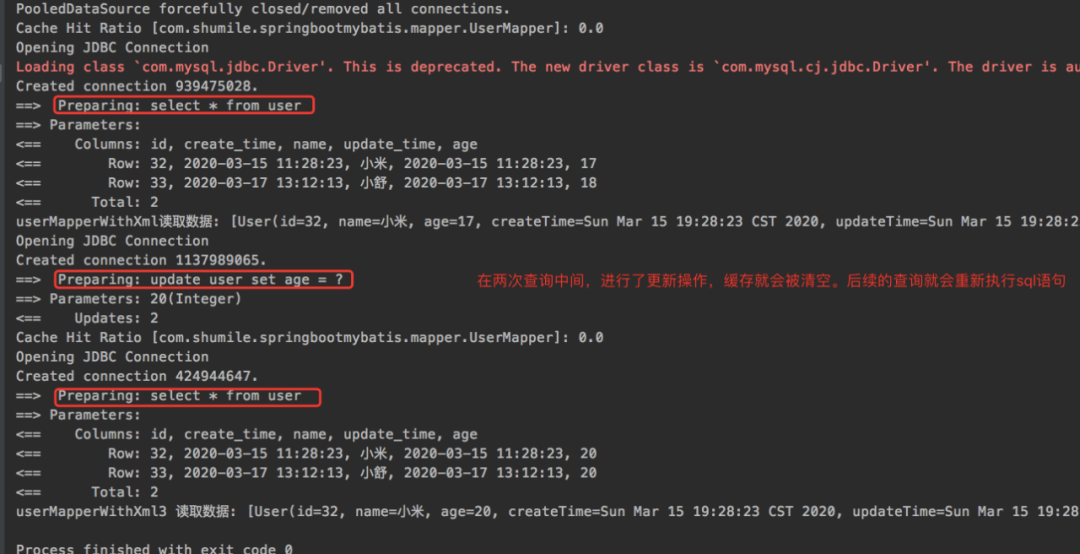 PooledDataSource forcefully closed/removed all connections.
Cache Hit Ratio [com.shumile.springbootmybatis.mapper.UserMapper]: 0.0
Opening JDBC Connection
Loading class `com.mysql.jdbc.Driver'. This is deprecated. The new driver class is `com.mysql.cj.jdbc.Driver'. The driver is au
Created connection 939475028.
==> Preparing: select * from user
==> Parameters:
<== Columns: id, create_time, name, update_time, age
<== Row: 32, 2020-03-15 11:28:23, 小米, 2020-03-15 11:28:23, 17
<== Row: 33, 2020-03-17 13:12:13, 小舒, 2020-03-17 13:12:13, 18
<== Total: 2
userMapperWithXml读取数据: [User(id=32, name=小米, age=17, createTime=Sun Mar 15 19:28:23 CST 2020, updateTime=Sun Mar 15 19:28:2
Opening JDBC Connection
Created connection 1137989065.
==> Preparing: update user set age = ? 在两次查询中间，进行了更新操作，缓存就会被清空。后续的查询就会重新执行sql语句
==> Parameters: 20(Integer)
<== Updates: 2
Cache Hit Ratio [com.shumile.springbootmybatis.mapper.UserMapper]: 0.0
Opening JDBC Connection
Created connection 424944647.
==> Preparing: select * from user
==> Parameters:
<== Columns: id, create_time, name, update_time, age
<== Row: 32, 2020-03-15 11:28:23, 小米, 2020-03-15 11:28:23, 20
<== Row: 33, 2020-03-17 13:12:13, 小舒, 2020-03-17 13:12:13, 20
<== Total: 2
userMapperWithXml3 读取数据: [User(id=32, name=小米, age=20, createTime=Sun Mar 15 19:28:23 CST 2020, updateTime=Sun Mar 15 19:28
Process finished with exit code 0